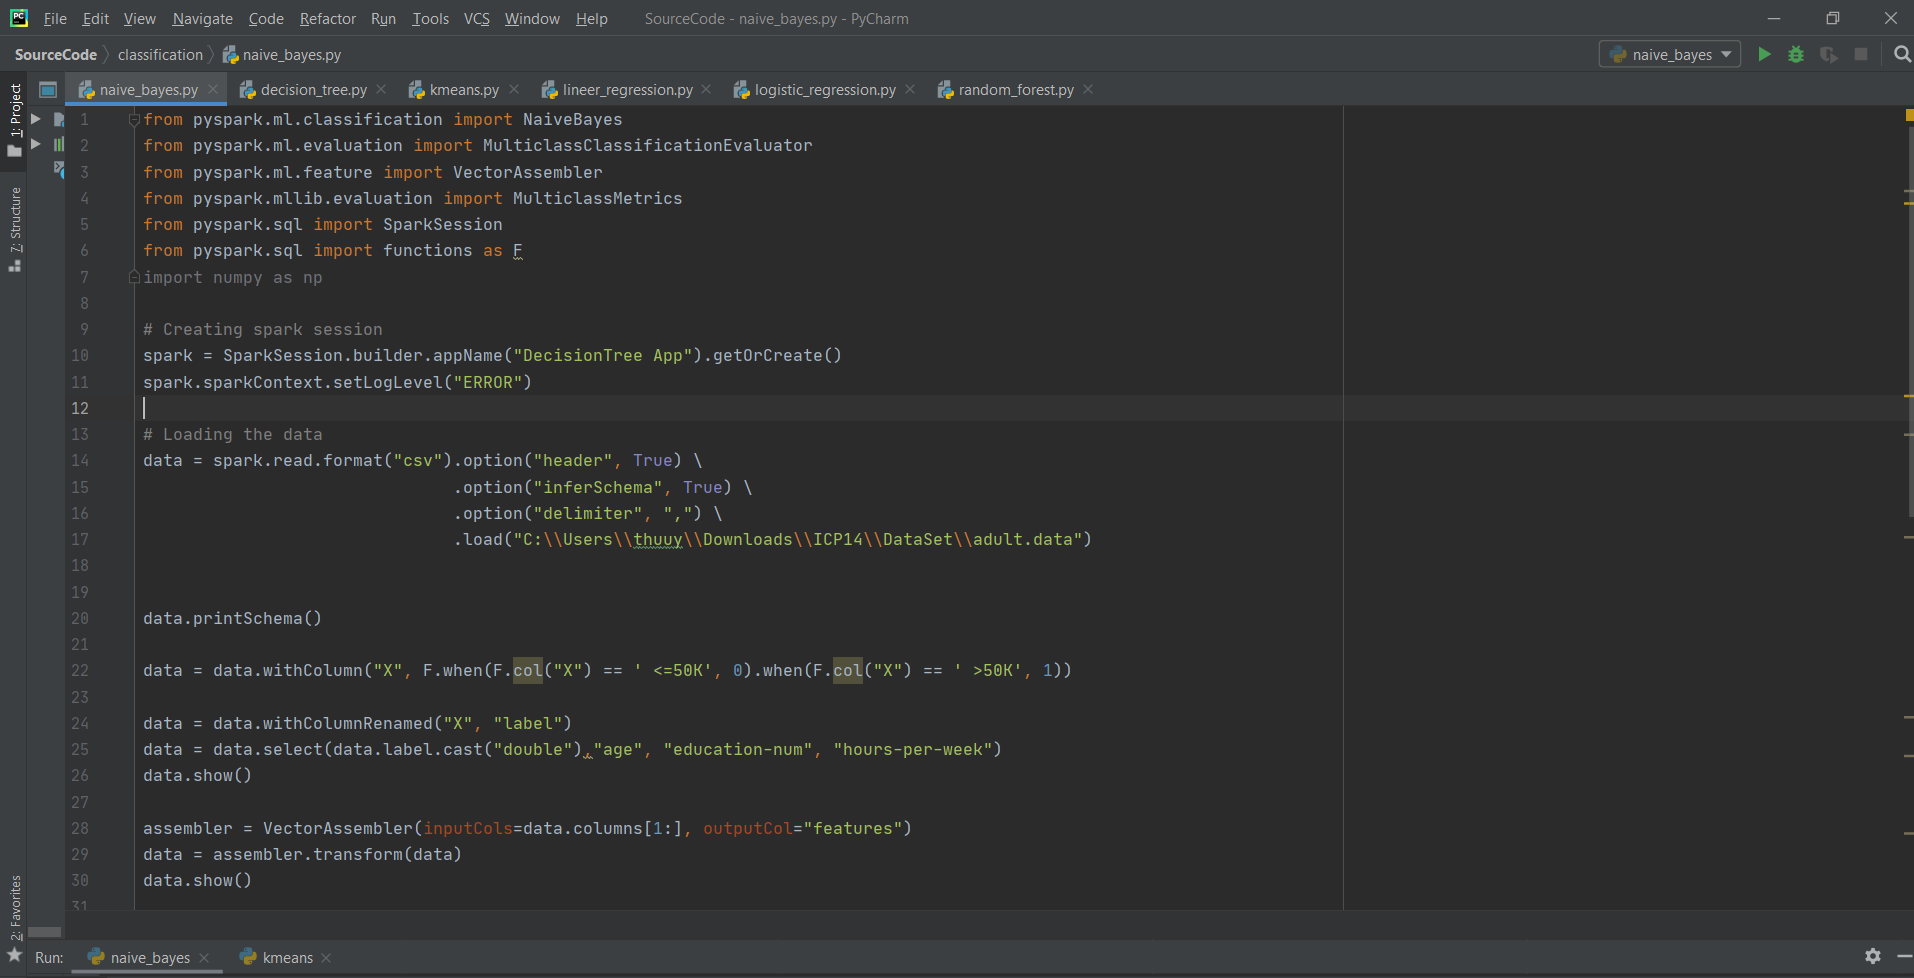 PC File Edit View Navigate Code Refactor Run Tools VCS Window Help SourceCode - naive_bayes.py - PyCharm
SourceCode classification naive_bayes.py naive_bayes
naive_bayes.py decision_tree.py kmeans.py lineer_regression.py logistic_regression.py random_forest.py
1: Project
7: Structure
2: Favorites
1 from pyspark.ml.classification import NaiveBayes
2 from pyspark.ml.evaluation import MulticlassClassificationEvaluator
3 from pyspark.ml.feature import VectorAssembler
4 from pyspark.mllib.evaluation import MulticlassMetrics
5 from pyspark.sql import SparkSession
6 from pyspark.sql import functions as F
7 import numpy as np
8
9 # Creating spark session
10 spark = SparkSession.builder.appName("DecisionTree App").getOrCreate()
11 spark.sparkContext.setLogLevel("ERROR")
12
13 # Loading the data
14 data = spark.read.format("csv").option("header", True) \
15 .option("inferSchema", True) \
16 .option("delimiter", ",") \
17 .load("C:\\Users\\thuuy\\Downloads\\ICP14\\DataSet\\adult.data")
18
19
20 data.printSchema()
21
22 data = data.withColumn("X", F.when(F.col("X") == ' <=50K', 0).when(F.col("X") == ' >50K', 1))
23
24 data = data.withColumnRenamed("X", "label")
25 data = data.select(data.label.cast("double"),"age", "education-num", "hours-per-week")
26 data.show()
27
28 assembler = VectorAssembler(inputCols=data.columns[1:], outputCol="features")
29 data = assembler.transform(data)
30 data.show()
31
Run: naive_bayes kmeans